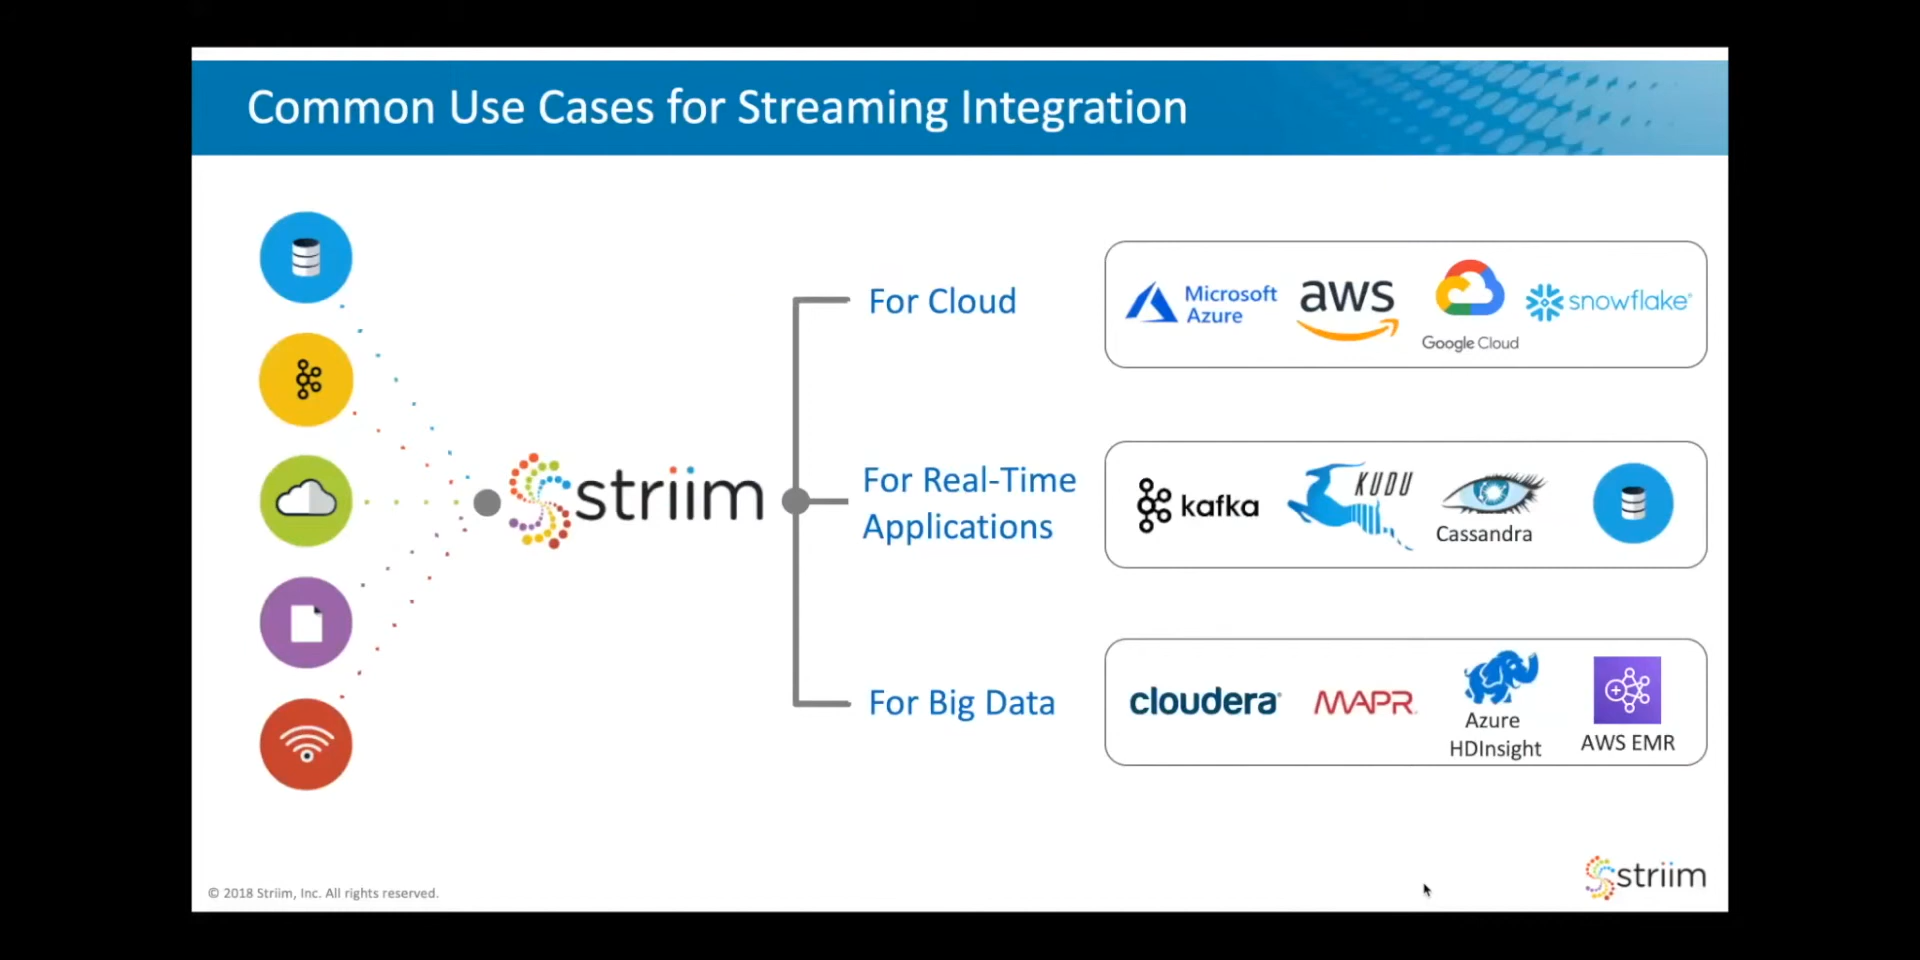 Common Use Cases for Streaming Integration
For Cloud
Microsoft
Azure
aws
Google Cloud
snowflake®
striim
For Real-Time
Applications
kafka
KUDU
Cassandra
For Big Data
cloudera
MAPR
Azure
HDInsight
AWS EMR
© 2018 Striim, Inc. All rights reserved.
striim